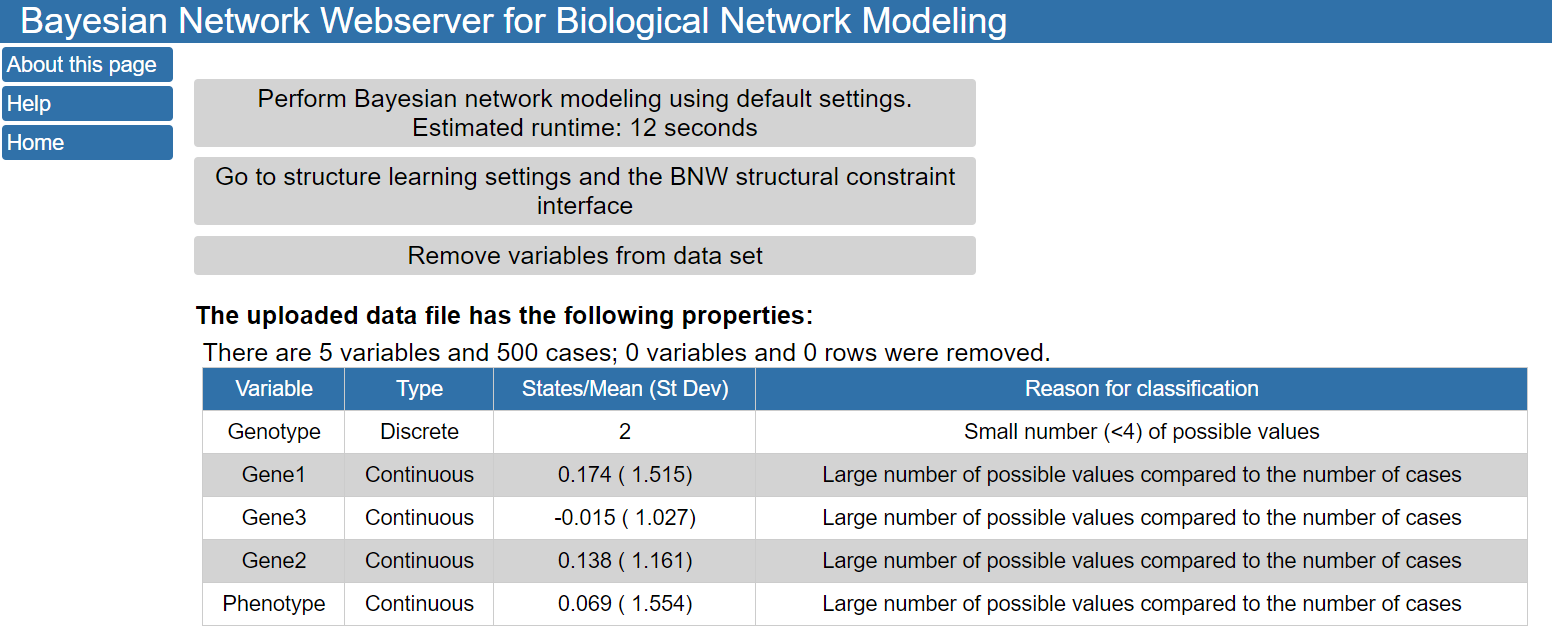 Bayesian Network Webserver for Biological Network Modeling
About this page
Help
Home
Perform Bayesian network modeling using default settings.
Estimated runtime: 12 seconds
Go to structure learning settings and the BNW structural constraint
interface
Remove variables from data set
The uploaded data file has the following properties:
There are 5 variables and 500 cases; 0 variables and 0 rows were removed.
Variable Type States/Mean (St Dev) Reason for classification
Genotype Discrete 2 Small number (<4) of possible values
Gene1 Continuous 0.174 ( 1.515) Large number of possible values compared to the number of cases
Gene3 Continuous -0.015 ( 1.027) Large number of possible values compared to the number of cases
Gene2 Continuous 0.138 ( 1.161) Large number of possible values compared to the number of cases
Phenotype Continuous 0.069 ( 1.554) Large number of possible values compared to the number of cases